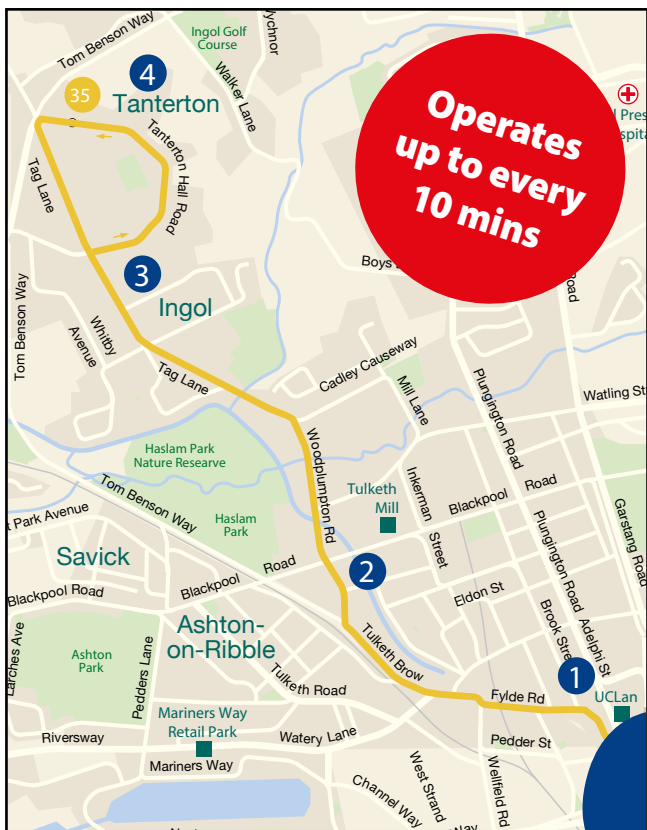 Tom Benson Way
Ingol Golf
Course
Wychnor
Walker Lane
4
35
Tanterton
Tanterton Hall Road
Tag Lane
Operates
up to every
10 mins
3
Ingol
Tom Benson Way
Whitby
Avenue
Tag Lane
Boys
Road
Cadley Causeway
Mill Lane
Plungington Road
Watling St
Haslam Park
Nature Researve
Woodplumpton Rd
Tulketh
Mill
Inkerman
Street
Blackpool
Road
Garstang Road
Tom Benson Way
Haslam
Park
Park Avenue
Savick
Blackpool
Road
2
Plungington Road
Eldon St
Blackpool Road
Brook Street
Adelphi St
Ashton-
on-Ribble
Tulketh Brow
Larches Ave
Ashton
Park
Pedders Lane
Tulketh Road
1
UCLan
Fylde Rd
Mariners Way
Retail Park
Riversway
Watery Lane
Pedder St
Mariners Way
West Strand
Wellfield Rd
Channel Way
Way